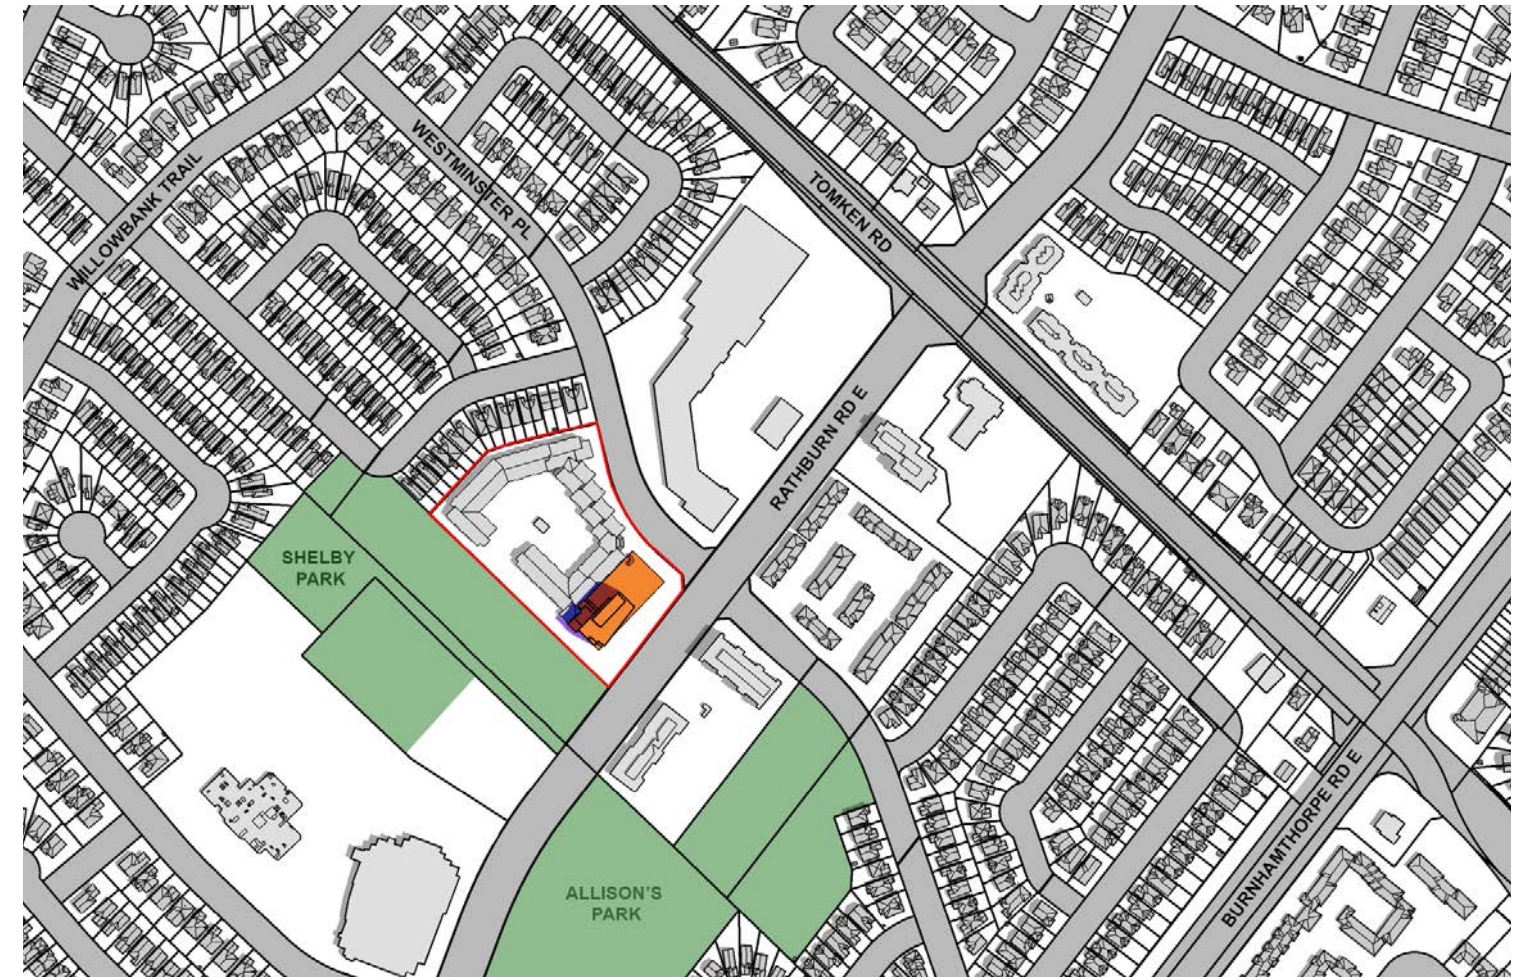 WESTMINSTER PL
WILLOWBANK TRAIL
TOMKEN RD
RATHBURN RD E
SHELBY
PARK
BURNHAMTHORPE RD E
ALLISON'S
PARK